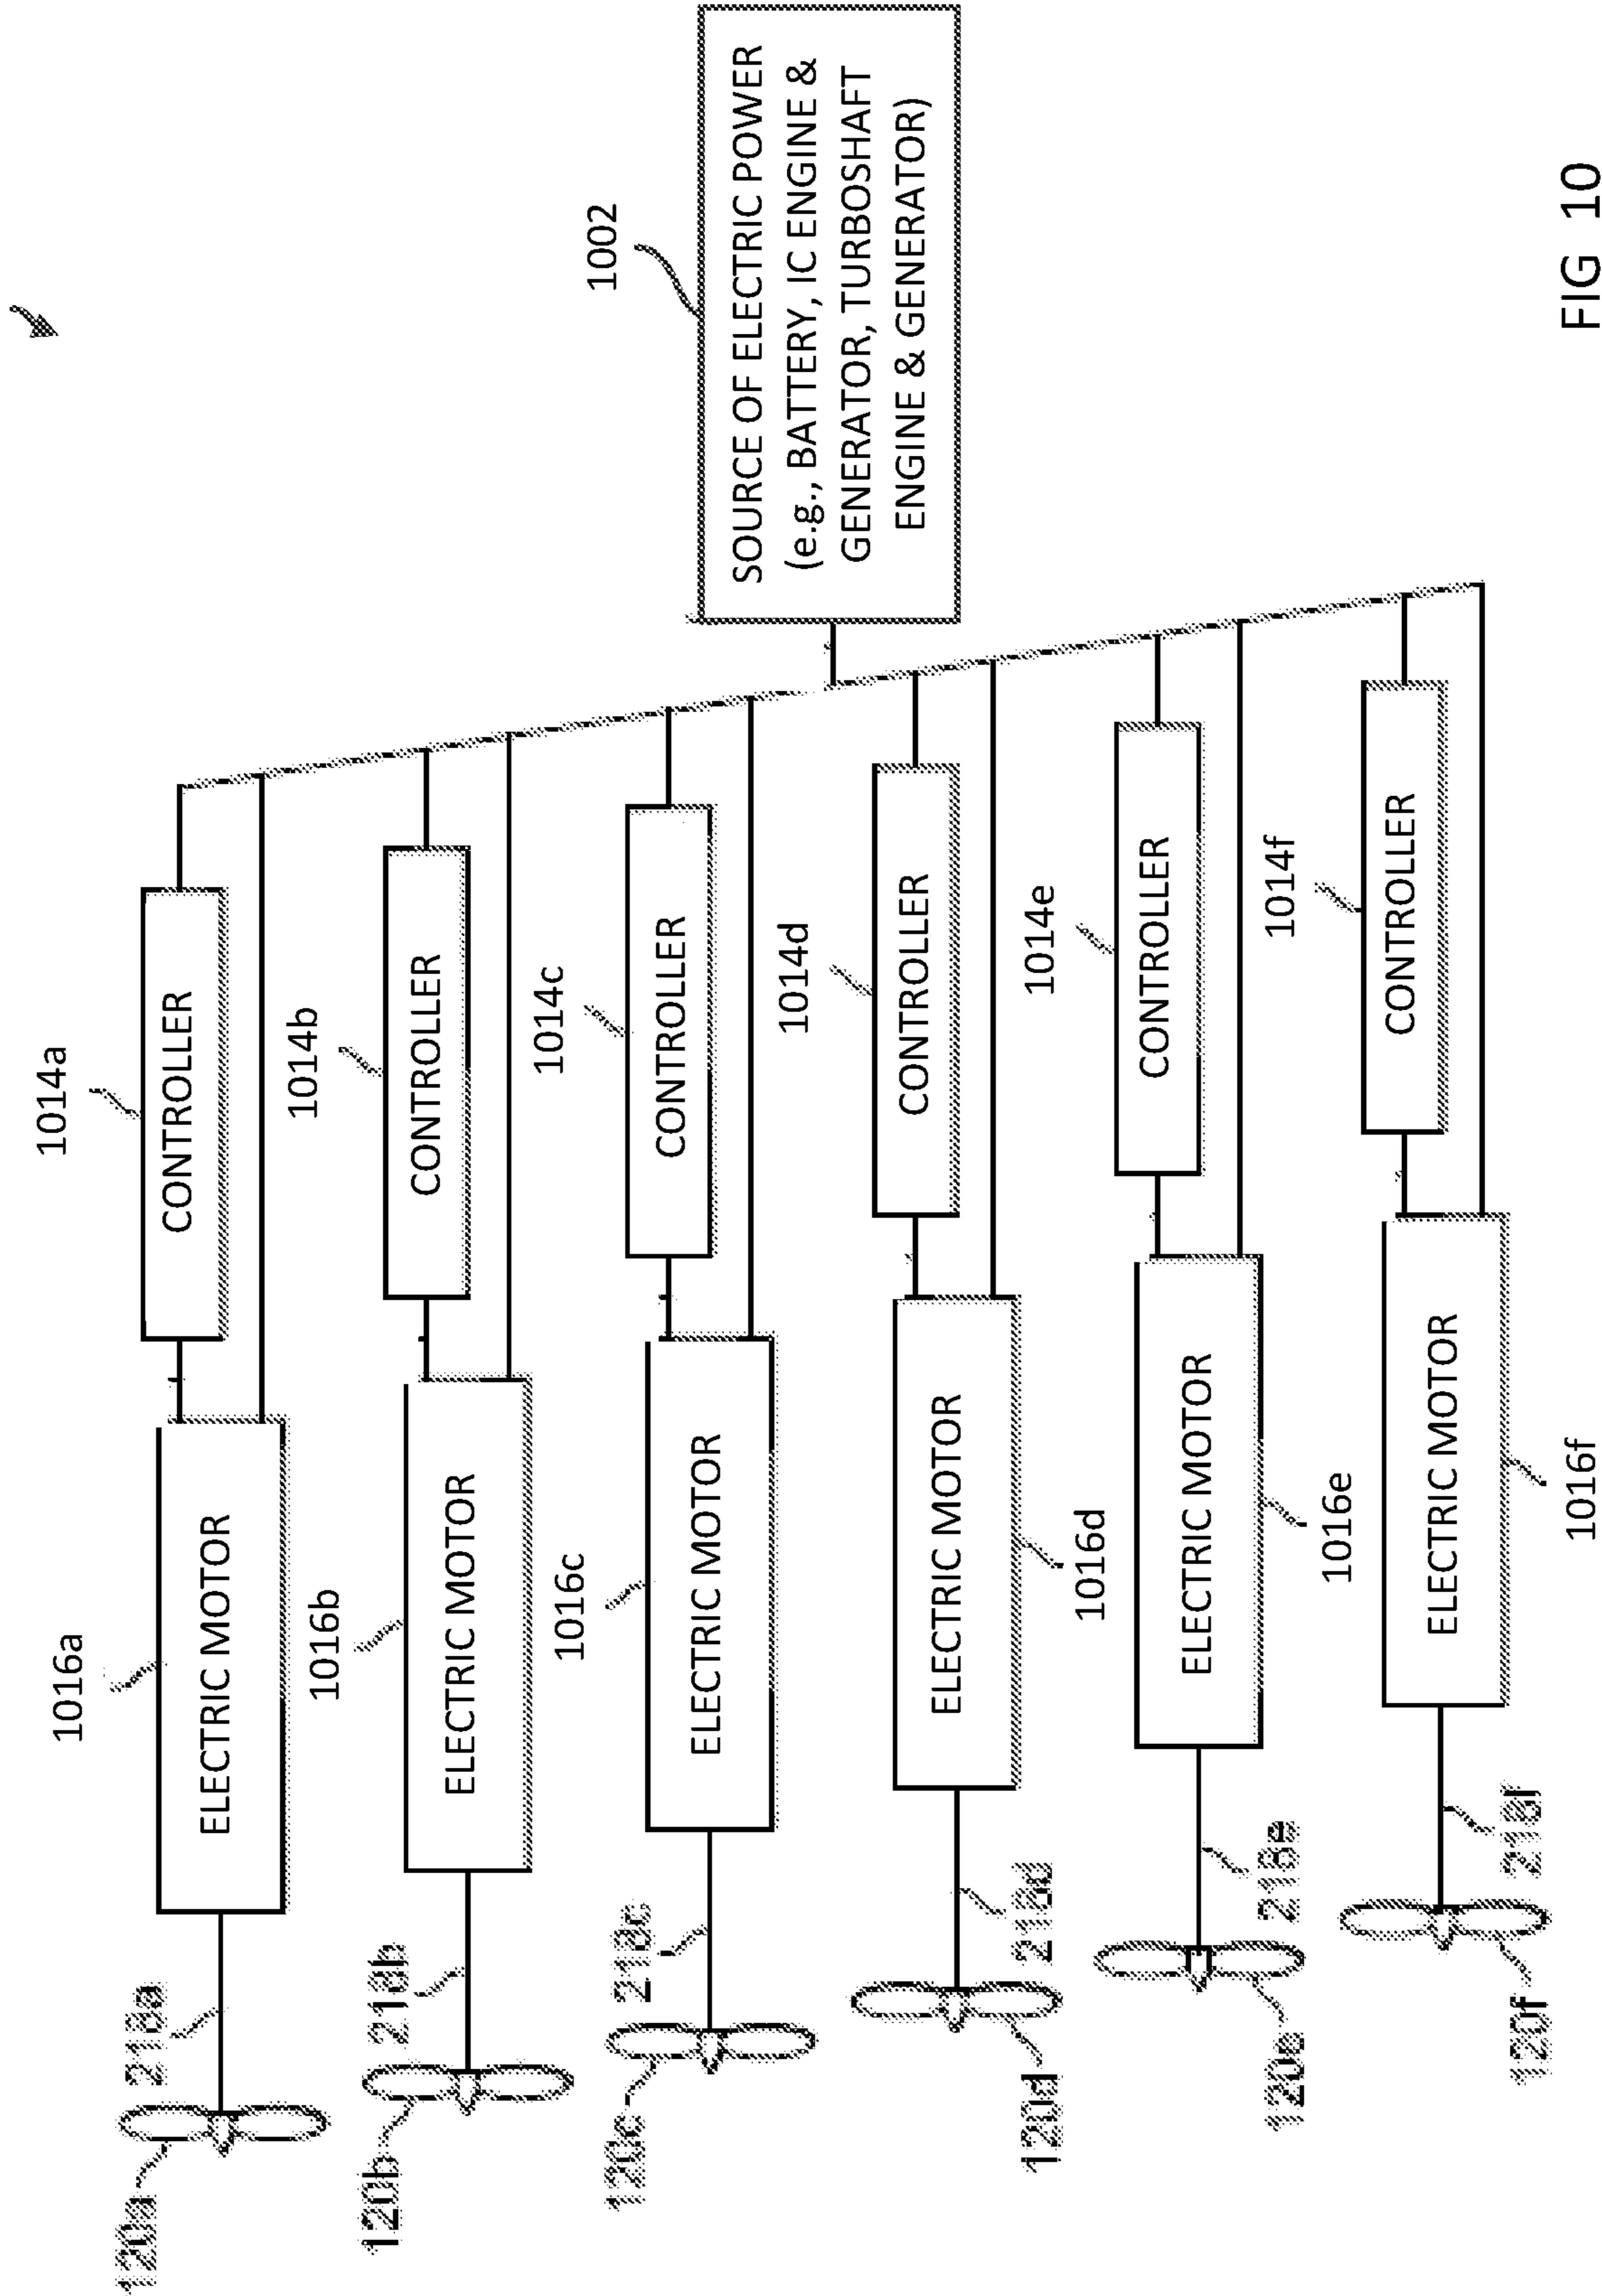 1002
SOURCE OF ELECTRIC POWER
(e.g., BATTERY, IC ENGINE &
GENERATOR, TURBOSHAFT
ENGINE & GENERATOR)
1014a
CONTROLLER
1016a
ELECTRIC MOTOR
218a
120a
1014b
CONTROLLER
1016b
ELECTRIC MOTOR
218b
120b
1014c
CONTROLLER
1016c
ELECTRIC MOTOR
218c
120c
1014d
CONTROLLER
ELECTRIC MOTOR
1016d
218d
120d
1014e
CONTROLLER
ELECTRIC MOTOR
1016e
218e
120e
1014f
CONTROLLER
ELECTRIC MOTOR
1016f
218f
120f
FIG 10